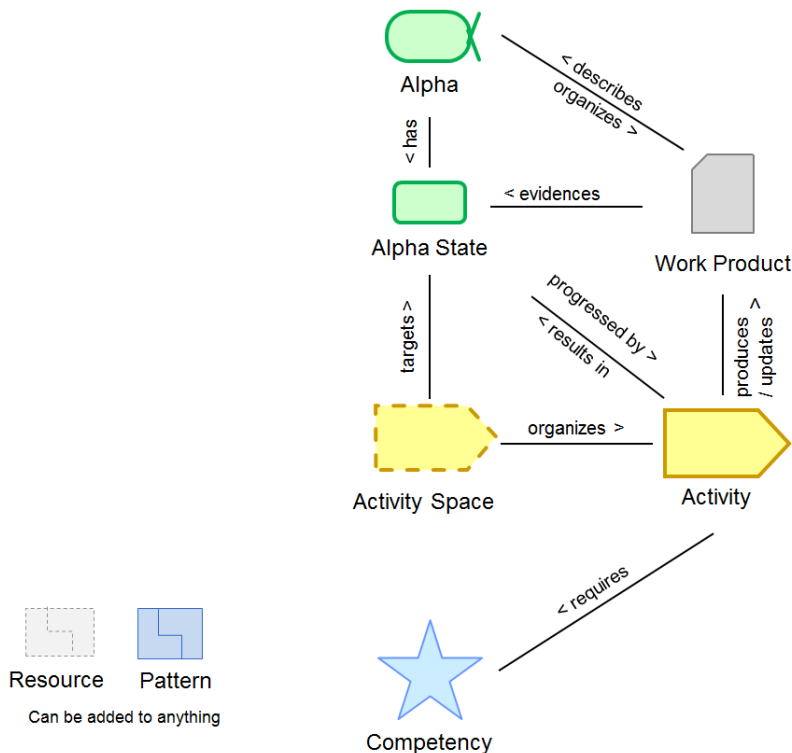 Alpha
< describes
organizes >
< has
< evidences
Alpha State
Work Product
targets >
progressed by >
< results in
produces >
/ updates
organizes >
Activity Space
Activity
< requires
Resource
Pattern
Can be added to anything
Competency